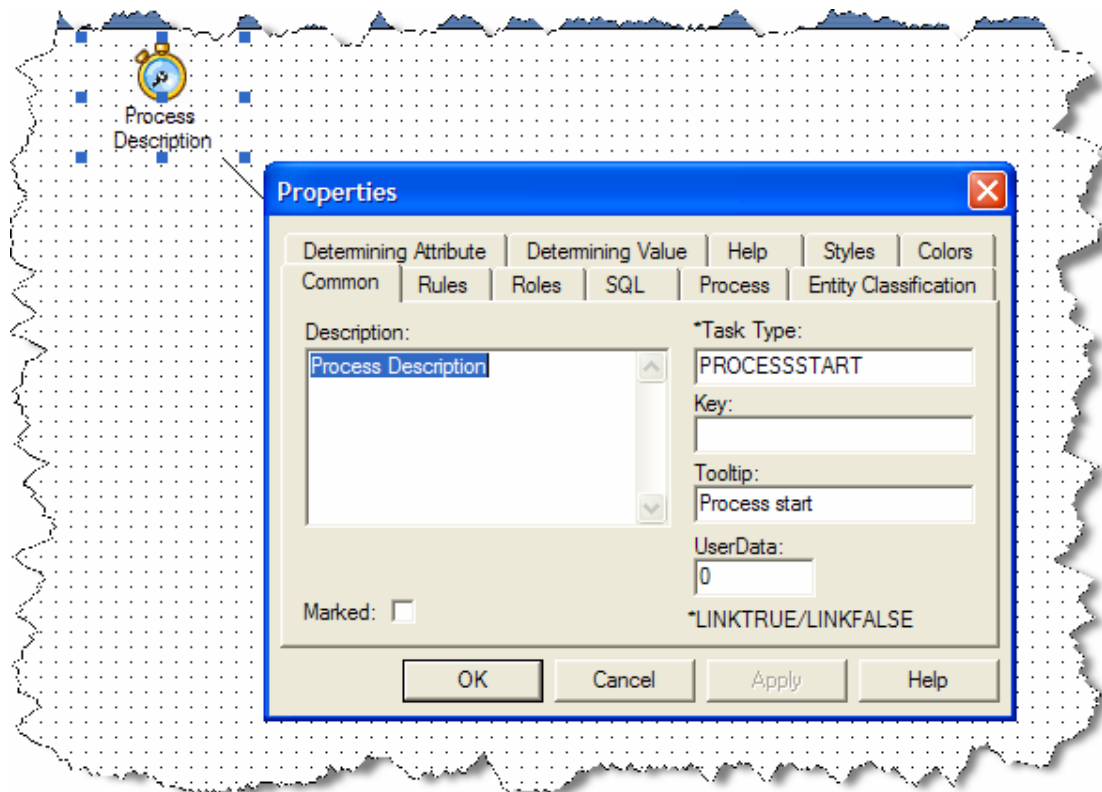 Process
Description
Properties
Determining Attribute Determining Value Help Styles Colors
Common Rules Roles SQL Process Entity Classification
Description:
Process Description
*Task Type:
PROCESSSTART
Key:
Tooltip:
Process start
UserData:
0
Marked:
*LINKTRUE/LINKFALSE
OK Cancel Apply Help